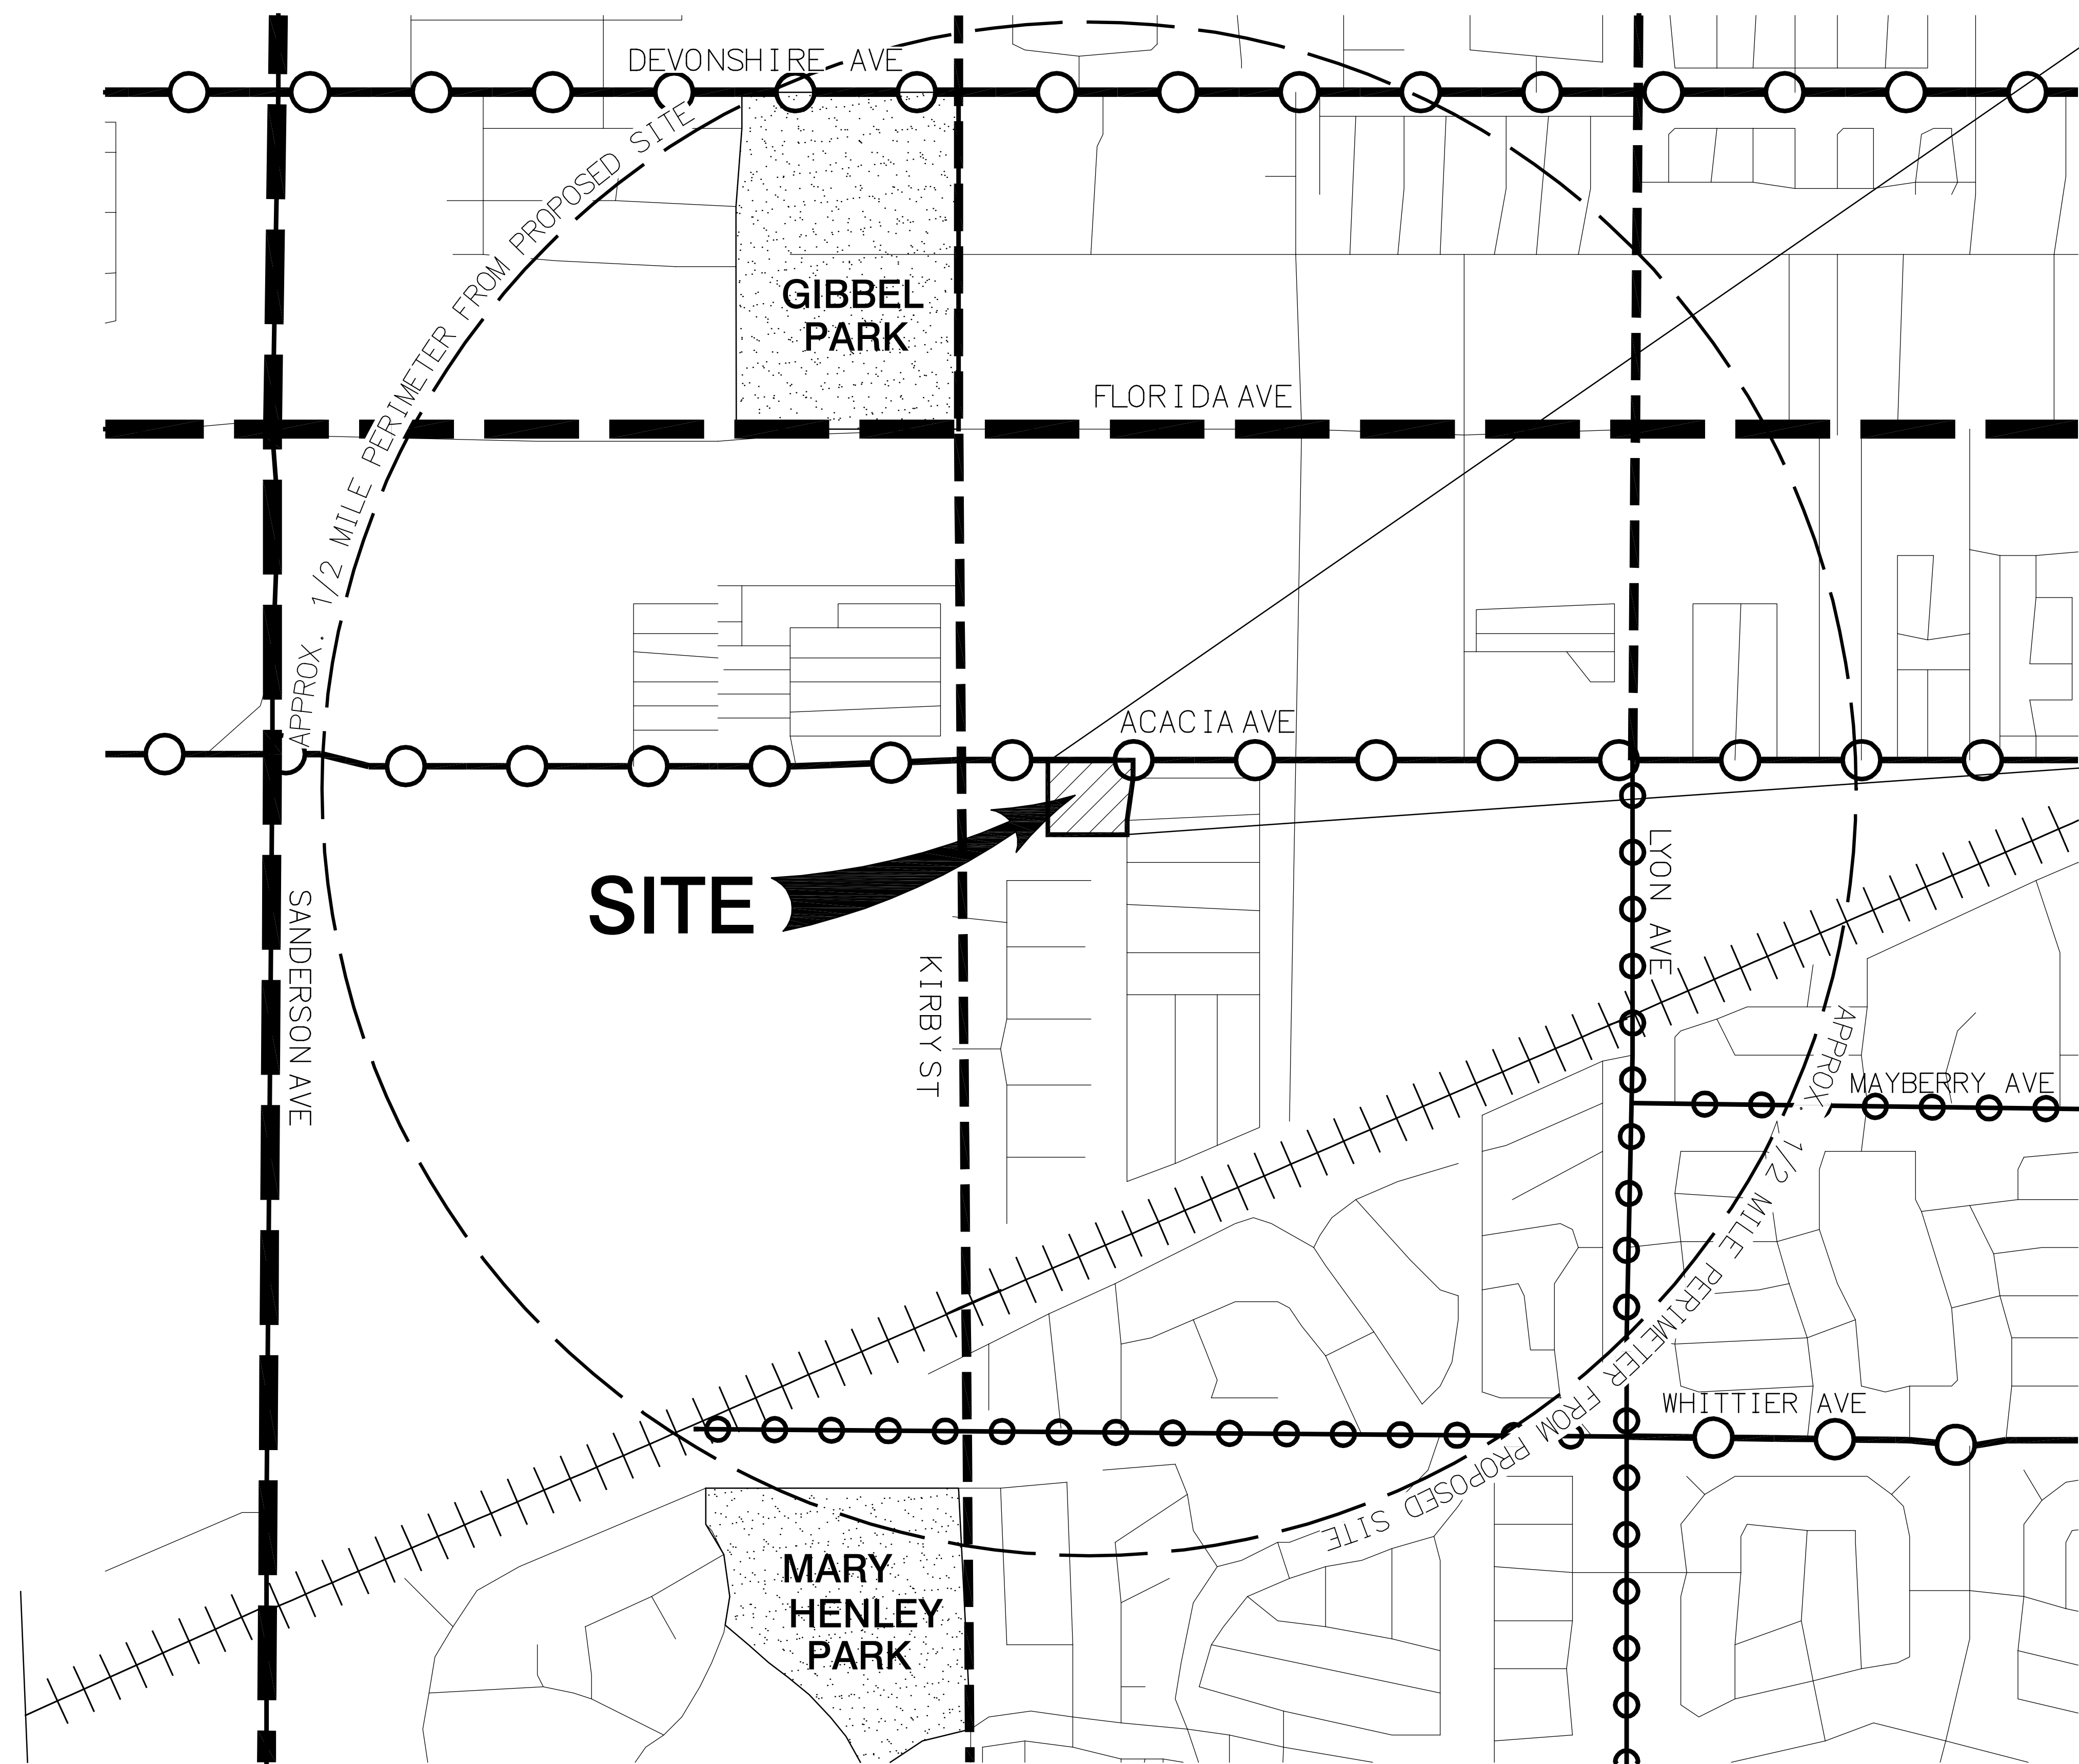 DEVONSHIRE AVE
APPROX. 1/2 MILE PERIMETER FROM PROPOSED SITE
GIBBEL
PARK
FLORIDA AVE
ACACIA AVE
SITE
SANDERSON AVE
KIRBY ST
LYON AVE
MAYBERRY AVE
APPROX. 1/2 MILE PERIMETER FROM PROPOSED SITE
WHITTIER AVE
MARY
HENLEY
PARK